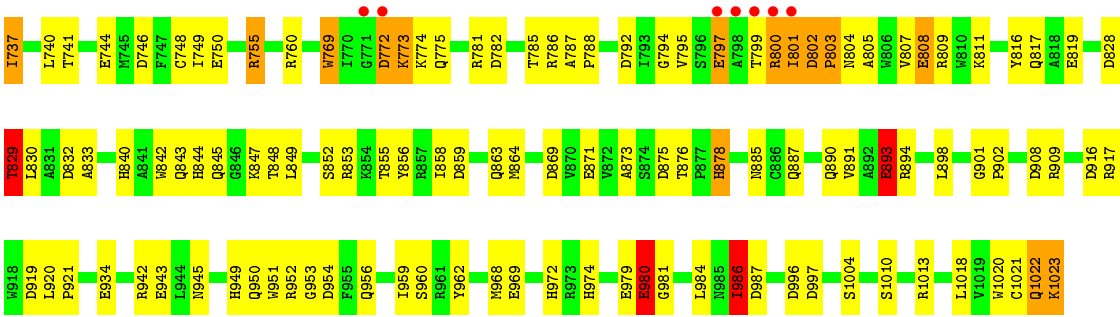 I737 L740 T741 E744 M745 D746 F747 C748 I749 E750 R755 R760 W769 I770 G771 D772 K773 K774 Q775 R781 D782 T785 R786 A787 P788 D792 I793 G794 V795 S796 E797 A798 T799 R800 I801 D802 P803 N804 A805 W806 V807 E808 R809 W810 K811 Y816 Q817 A818 E819 D828
T829 L830 A831 D832 A833 H840 A841 W842 Q843 H844 Q845 G846 K847 T848 L849 S852 R853 K854 T855 Y856 R857 I858 D859 Q863 M864 D869 V870 E871 V872 A873 S874 D875 T876 P877 H878 N885 C886 Q887 Q890 V891 A892 E893 R894 L898 G901 P902 D908 R909 D916 R917
W918 D919 L920 P921 E934 R942 E943 L944 N945 H949 Q950 W951 R952 G953 D954 F955 Q956 I959 S960 R961 Y962 M968 E969 H972 R973 H974 E979 E980 G981 L984 N985 I986 D987 D996 D997 S1004 S1010 R1013 L1018 V1019 W1020 C1021 Q1022 K1023